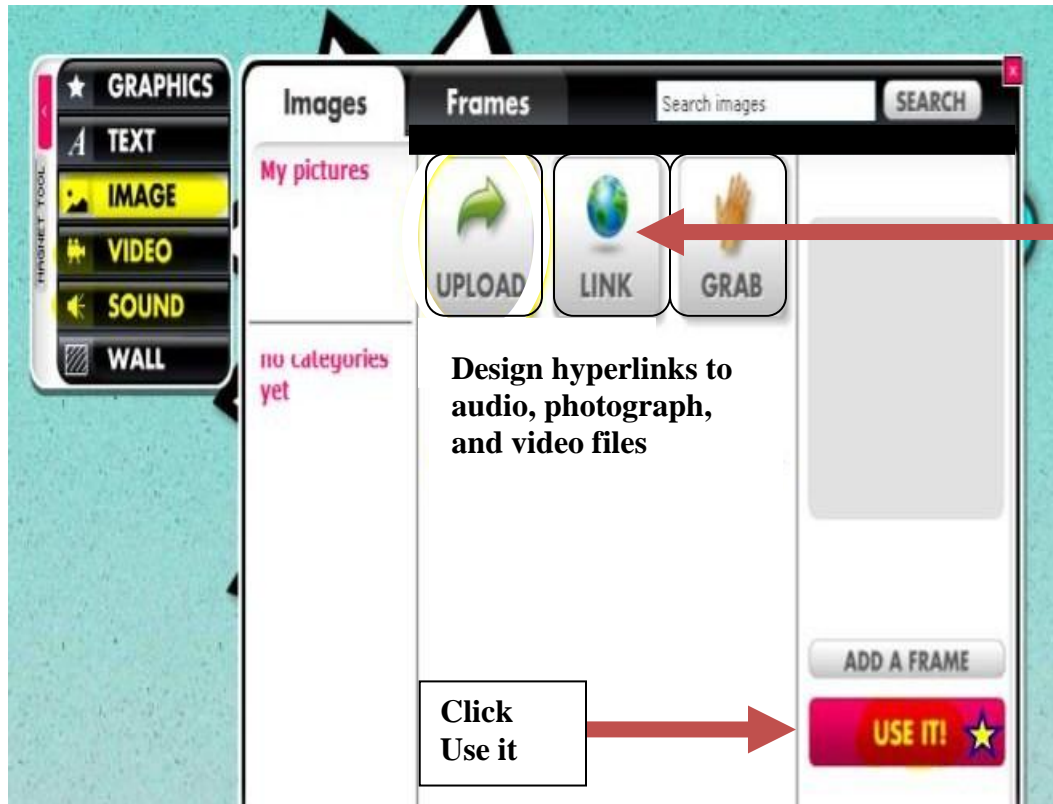 MAGNET TOOL
GRAPHICS
TEXT
IMAGE
VIDEO
SOUND
WALL
Images
Frames
Search images
SEARCH
My pictures
UPLOAD
LINK
GRAB
no categories
yet
Design hyperlinks to
audio, photograph,
and video files
ADD A FRAME
Click
Use it
USE IT!